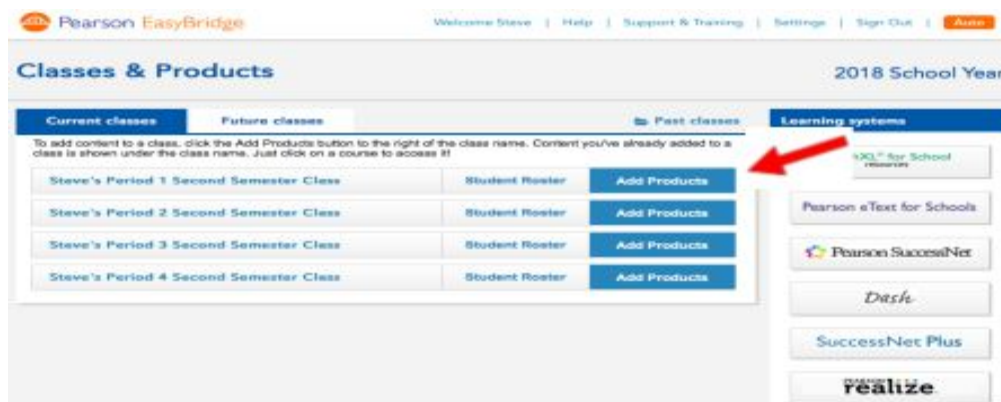 Pearson EasyBridge
Welcome Steve | Help | Support & Training | Settings | Sign Out | Auto
Classes & Products
2018 School Year
Current classes
Future classes
Past classes
Learning systems
To add content to a class, click the Add Products button to the right of the class name. Content you've already added to a
class is shown under the class name. Just click on a course to access it!
Steve's Period 1 Second Semester Class
Student Roster
Add Products
Steve's Period 2 Second Semester Class
Student Roster
Add Products
Steve's Period 3 Second Semester Class
Student Roster
Add Products
Steve's Period 4 Second Semester Class
Student Roster
Add Products
for School
Pearson eText for Schools
Pearson SuccessNet
Dash
SuccessNet Plus
realize